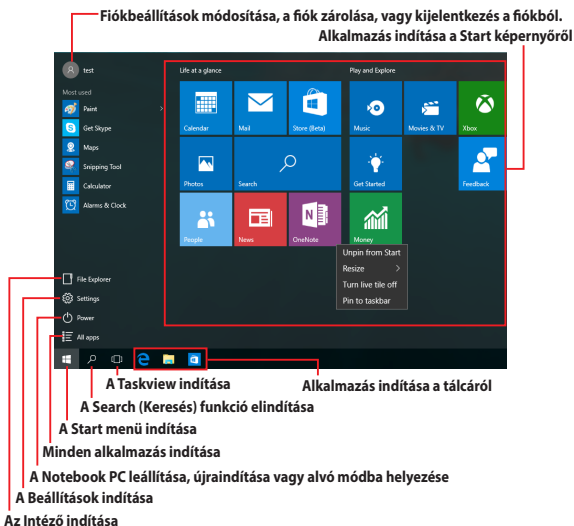 Fiókbeállítások módosítása, a fiók zárolása, vagy kijelentkezés a fiókból.
Alkalmazás indítása a Start képernyőről
test
Most used
Paint
Get Skype
Maps
Snipping Tool
Calculator
Alarms & Clock
File Explorer
Settings
Power
All apps
Life at a glance
Play and Explore
Calendar
Mail
Store (Beta)
Music
Movies & TV
Xbox
Photos
Search
Get Started
Feedback
People
News
OneNote
Money
Unpin from Start
Resize
Turn live tile off
Pin to taskbar
A Taskview indítása
Alkalmazás indítása a tálcáról
A Search (Keresés) funkció elindítása
A Start menü indítása
Minden alkalmazás indítása
A Notebook PC leállítása, újraindítása vagy alvó módba helyezése
A Beállítások indítása
Az Intéző indítása